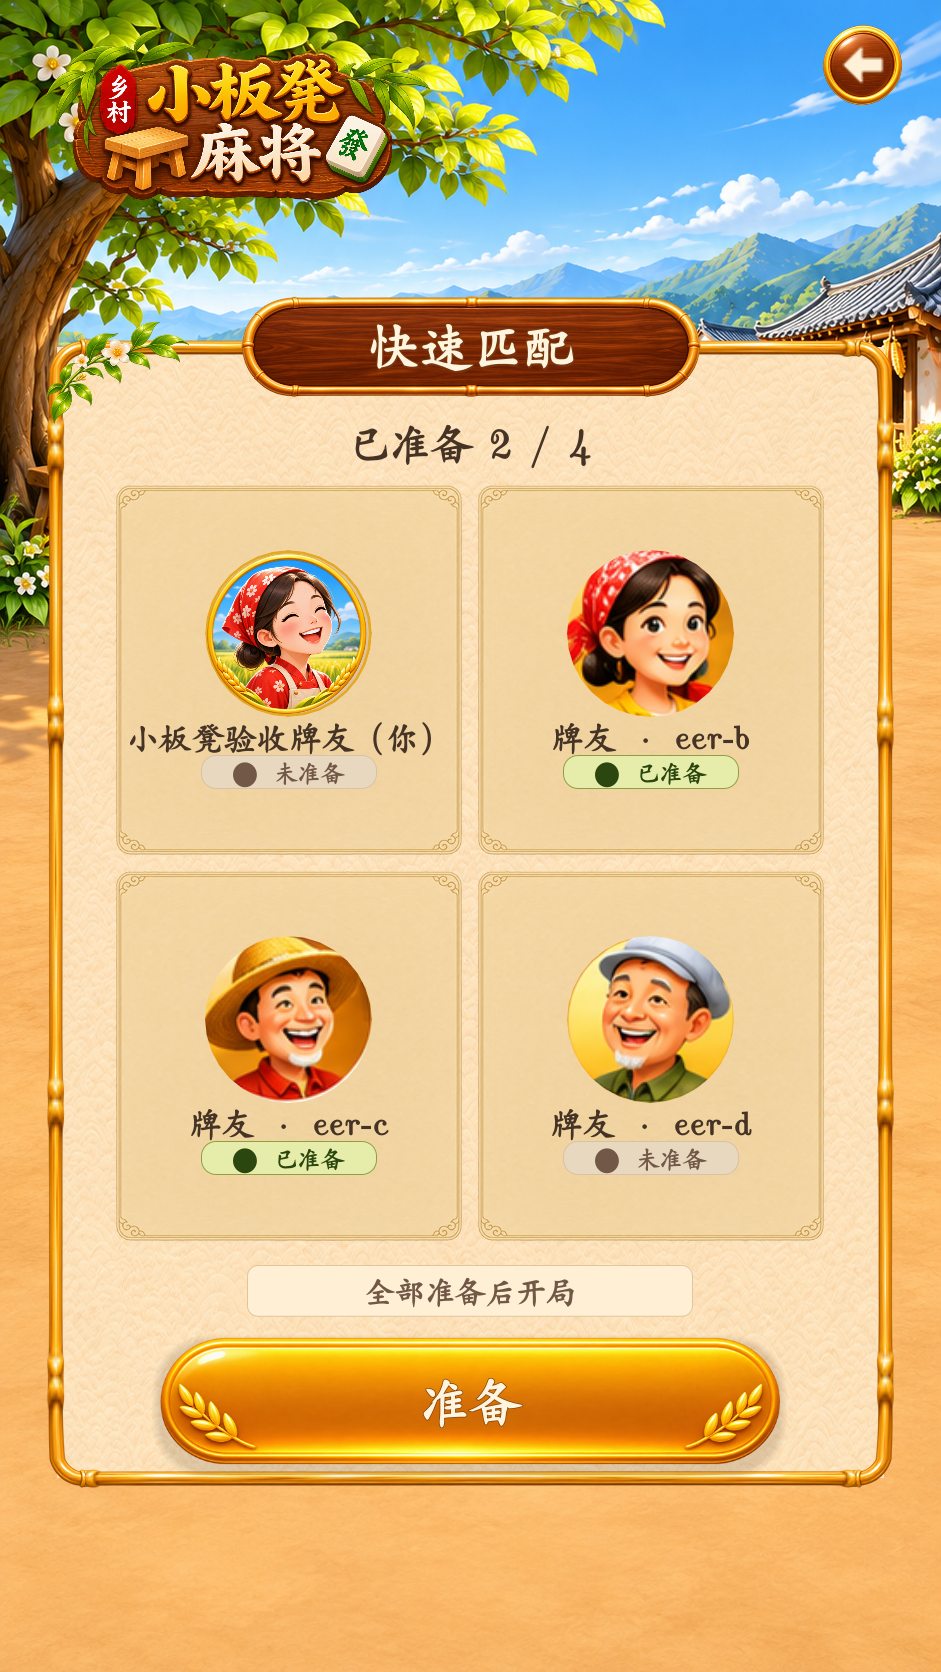 乡村
小板凳
麻将
發
快速匹配
已准备 2 / 4
小板凳验收牌友（你）
未准备
牌友 · eer-b
已准备
牌友 · eer-c
已准备
牌友 · eer-d
未准备
全部准备后开局
准备